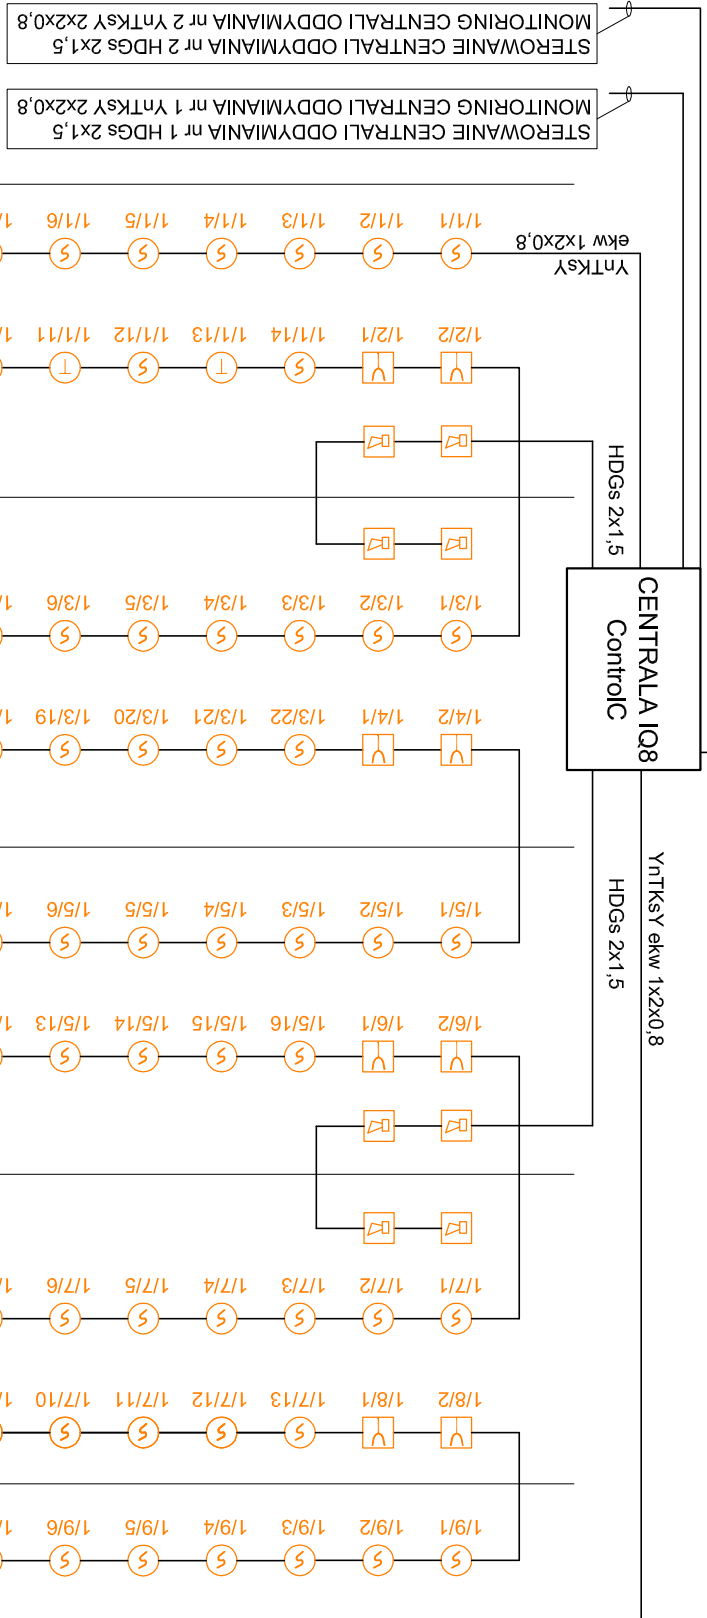 1/9/1 1/9/2 1/9/3 1/9/4 1/9/5 1/9/6 1/
1/8/2 1/8/1 1/7/13 1/7/12 1/7/11 1/7/10 1/
1/7/1 1/7/2 1/7/3 1/7/4 1/7/5 1/7/6 1/
1/6/2 1/6/1 1/5/16 1/5/15 1/5/14 1/5/13 1/
1/5/1 1/5/2 1/5/3 1/5/4 1/5/5 1/5/6 1/
YnTKsY ekw 1x2x0,8
HDGs 2x1,5
1/4/2 1/4/1 1/3/22 1/3/21 1/3/20 1/3/19 1/
CENTRALA IQ8
ControlC
1/3/1 1/3/2 1/3/3 1/3/4 1/3/5 1/3/6 1/
HDGs 2x1,5
1/2/2 1/2/1 1/1/14 1/1/13 1/1/12 1/1/11 1/
YnTKsY
ekw 1x2x0,8
1/1/1 1/1/2 1/1/3 1/1/4 1/1/5 1/1/6 1/
STEROWANIE CENTRALI ODDYMIANIA nr 1 HDGs 2x1,5
MONITORING CENTRALI ODDYMIANIA nr 1 YnTKsY 2x2x0,8
STEROWANIE CENTRALI ODDYMIANIA nr 2 HDGs 2x1,5
MONITORING CENTRALI ODDYMIANIA nr 2 YnTKsY 2x2x0,8